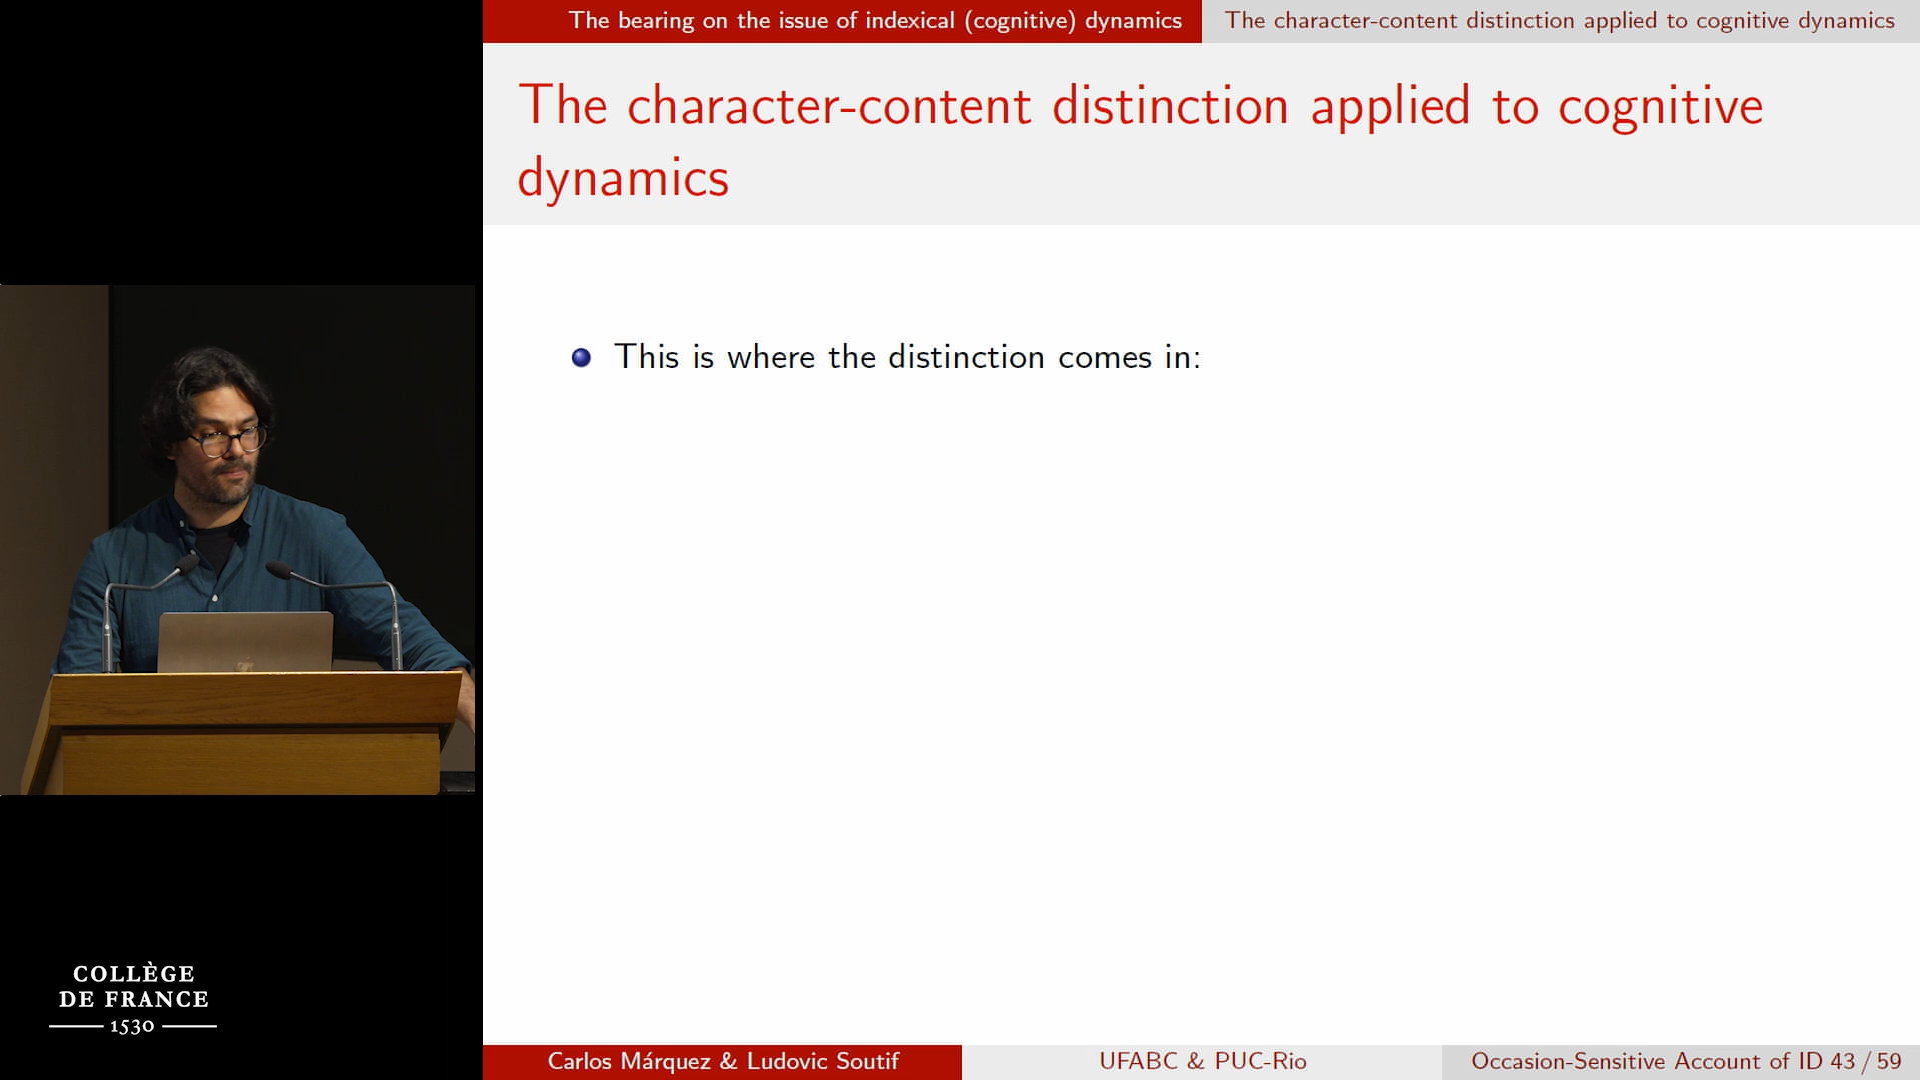 The bearing on the issue of indexical (cognitive) dynamics
The character-content distinction applied to cognitive dynamics
The character-content distinction applied to cognitive
dynamics
This is where the distinction comes in:
COLLÈGE
DE FRANCE
1530
Carlos Márquez & Ludovic Soutif
UFABC & PUC-Rio
Occasion-Sensitive Account of ID 43 / 59